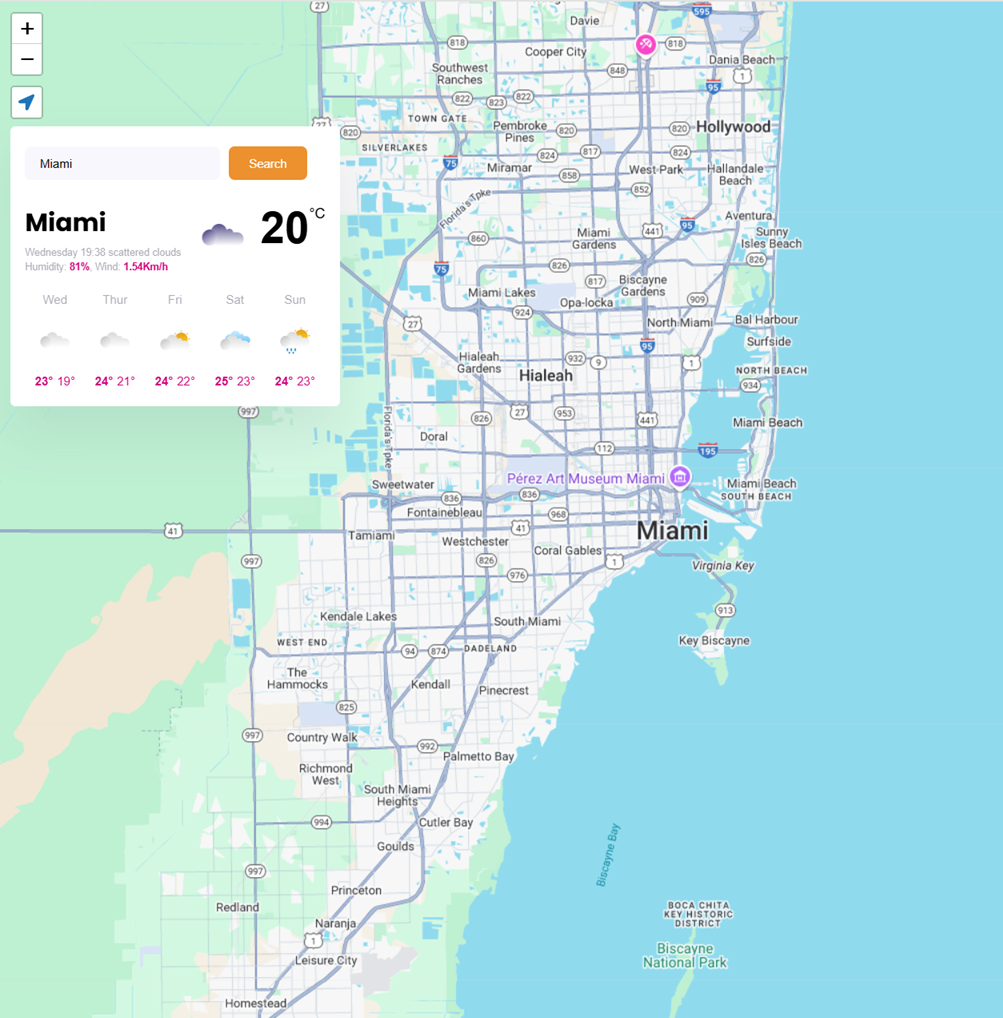 +
−
Miami
Search
Miami
20
°C
Wednesday 19:38 scattered clouds
Humidity: 81%, Wind: 1.54Km/h
Wed Thur Fri Sat Sun
23° 19° 24° 21° 24° 22° 25° 23° 24° 23°
27
Davie
595
818
Cooper City
818
Southwest
Ranches
848
Dania Beach
1
95
822
823
822
TOWN GATE
27
820
Pembroke
Pines
820
820
Hollywood
SILVERLAKES
75
824
817
824
Miramar
858
West Park
Hallandale
Beach
852
Florida's Tpke
Aventura
441
95
Sunny
Isles Beach
860
Miami
Gardens
826
826
75
817
Biscayne
Gardens
Miami Lakes
Opa-locka
909
924
27
North Miami
Bal Harbour
95
Surfside
Hialeah
Gardens
932
9
1
NORTH BEACH
Hialeah
934
997
826
27
953
441
Miami Beach
Florida's Tpke
Doral
112
195
Pérez Art Museum Miami
Sweetwater
Miami Beach
836
836
SOUTH BEACH
Fontainebleau
968
41
Tamiami
41
Miami
Westchester
Coral Gables
997
826
1
Virginia Key
976
913
Kendale Lakes
South Miami
WEST END
Key Biscayne
94
874
DADELAND
The
Hammocks
Kendall
Pinecrest
825
997
Country Walk
992
Palmetto Bay
Richmond
West
South Miami
Heights
994
Cutler Bay
Goulds
Biscayne Bay
997
Princeton
Redland
BOCA CHITA
KEY HISTORIC
DISTRICT
Naranja
1
Biscayne
National Park
Leisure City
Homestead